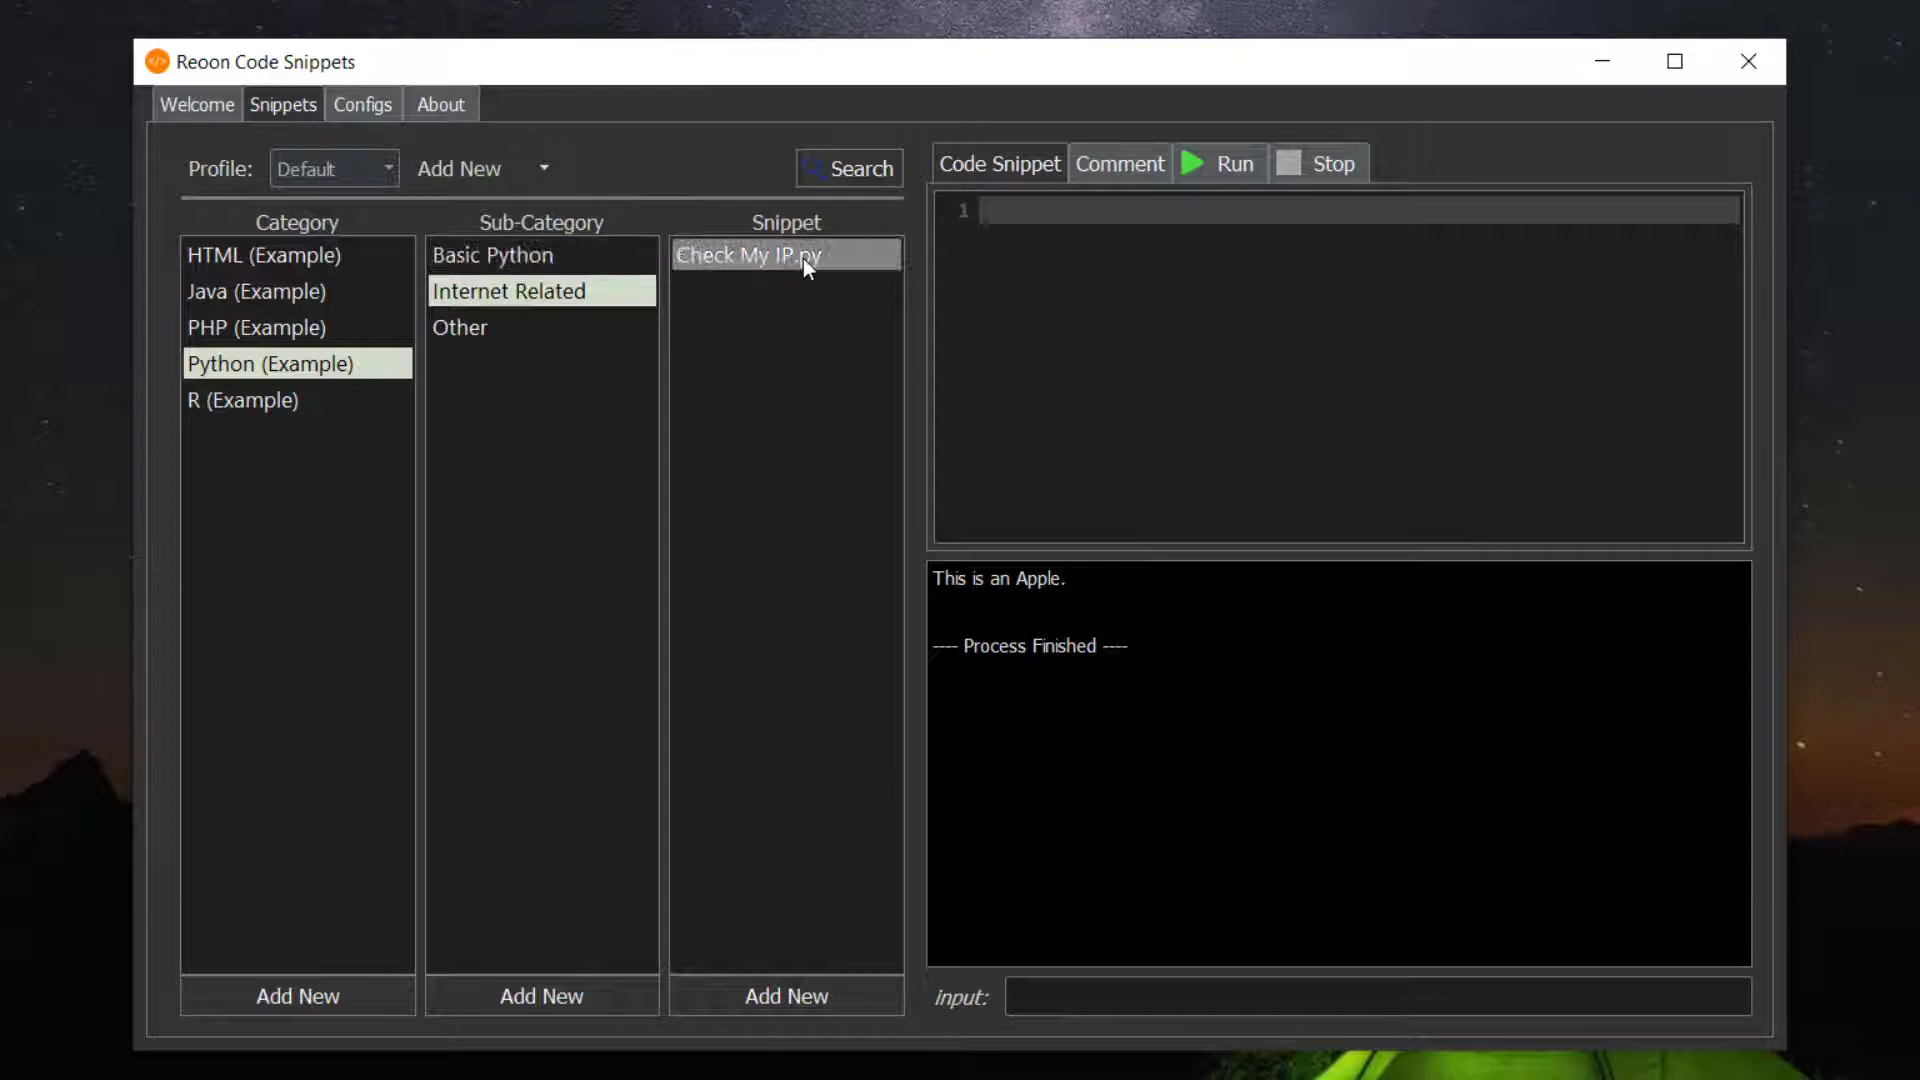 Reoon Code Snippets
Welcome Snippets Configs About
Profile: Default Add New Search
Category Sub-Category Snippet
HTML (Example)
Java (Example)
PHP (Example)
Python (Example)
R (Example)
Add New
Basic Python
Internet Related
Other
Add New
Check My IP.py
Add New
Code Snippet Comment Run Stop
1
This is an Apple.
---- Process Finished ----
input: